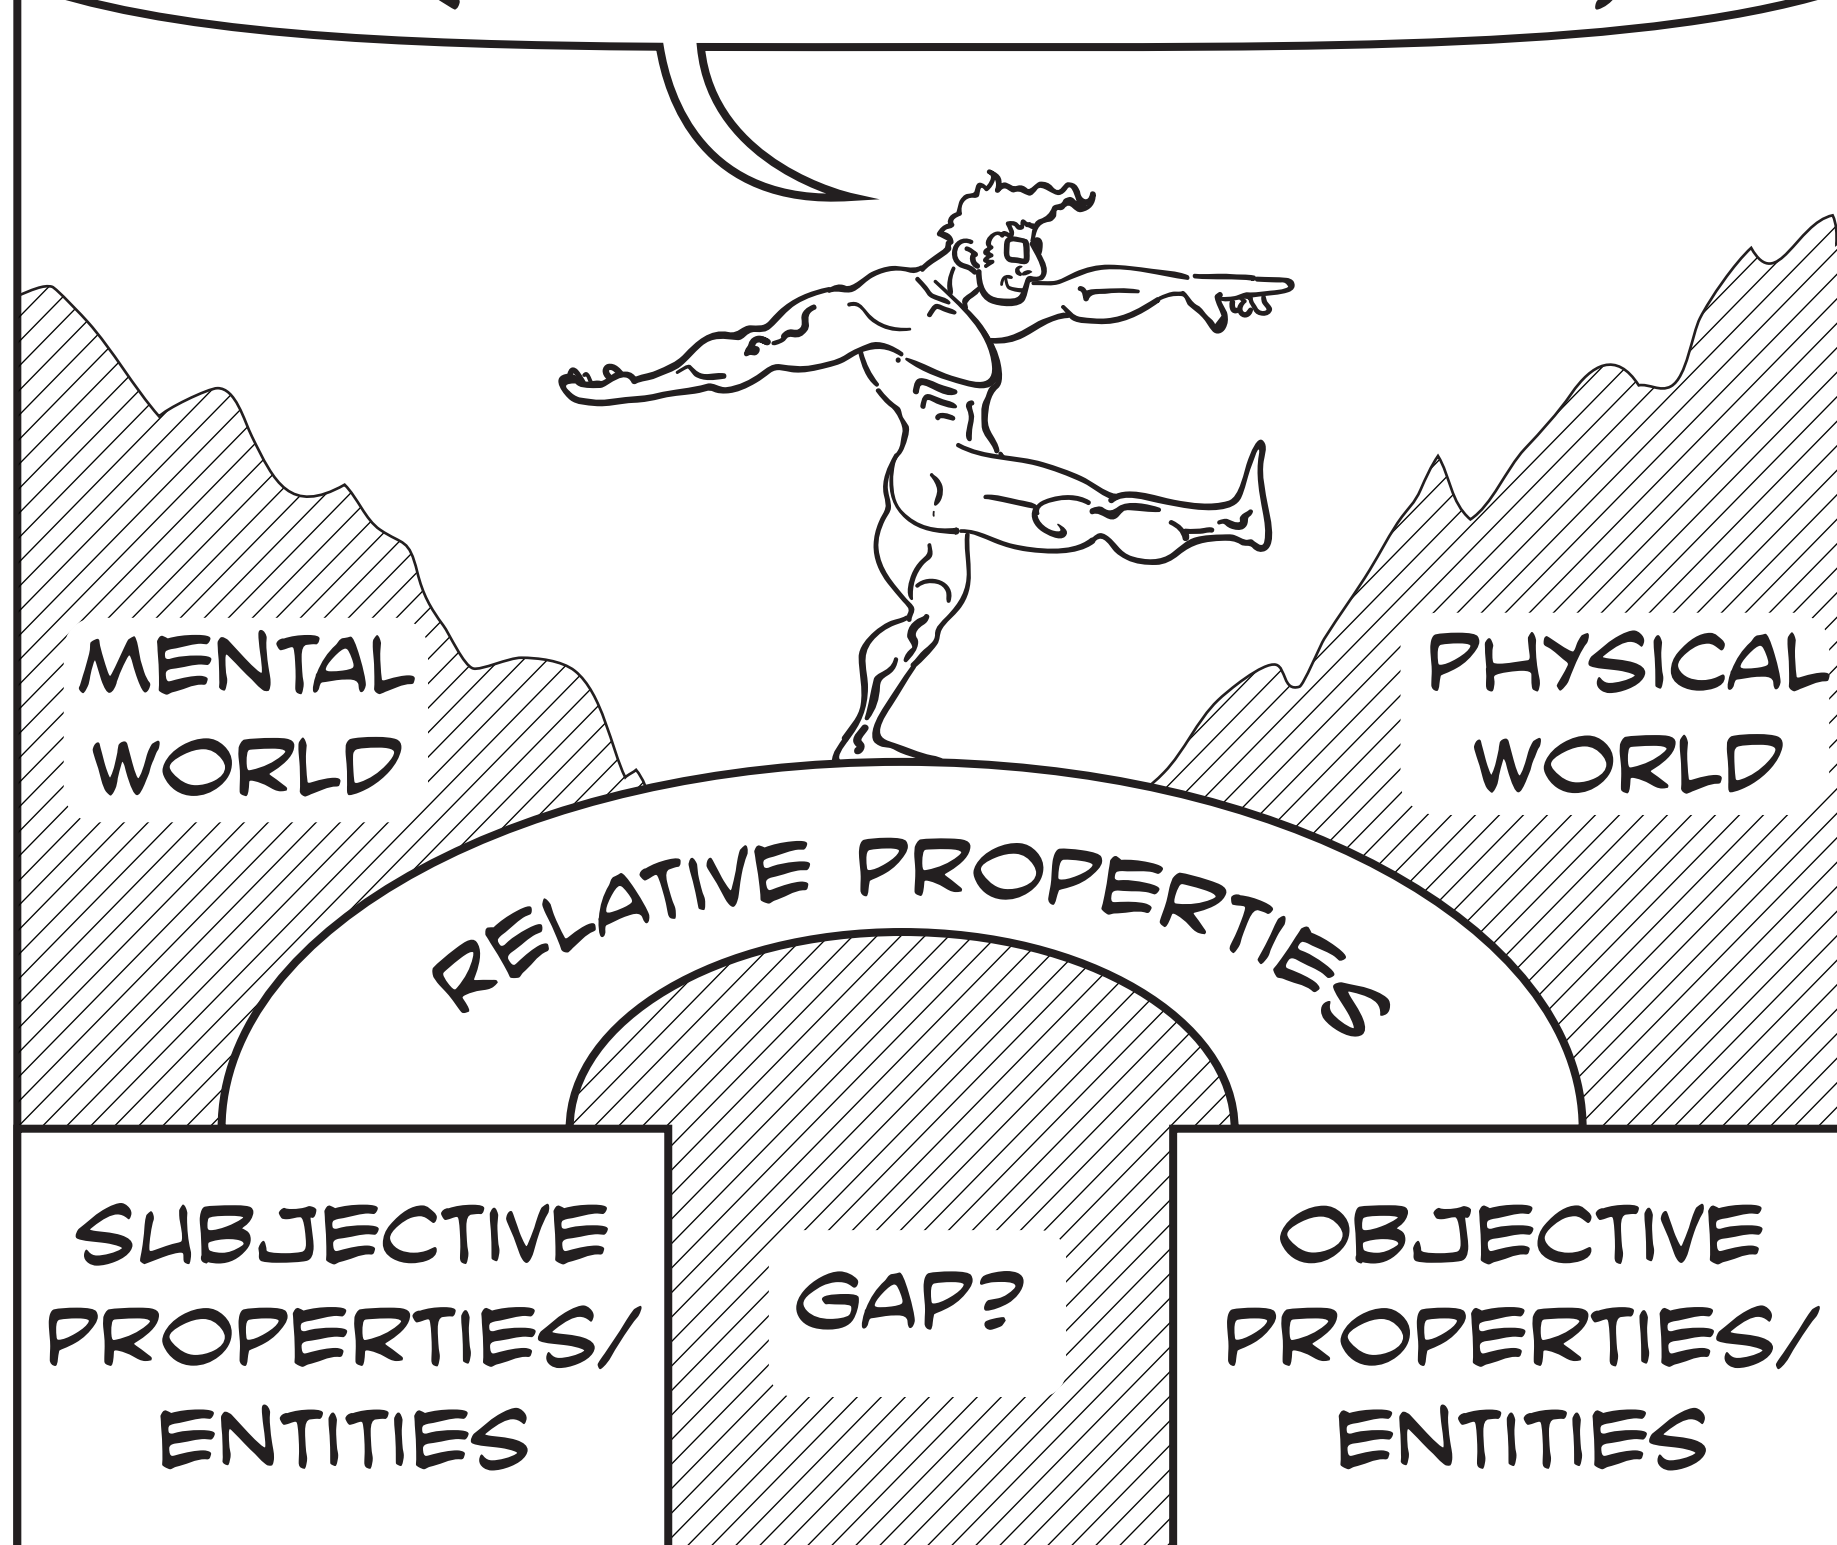 MENTAL
WORLD
PHYSICAL
WORLD
RELATIVE PROPERTIES
SUBJECTIVE
PROPERTIES/
ENTITIES
GAP?
OBJECTIVE
PROPERTIES/
ENTITIES